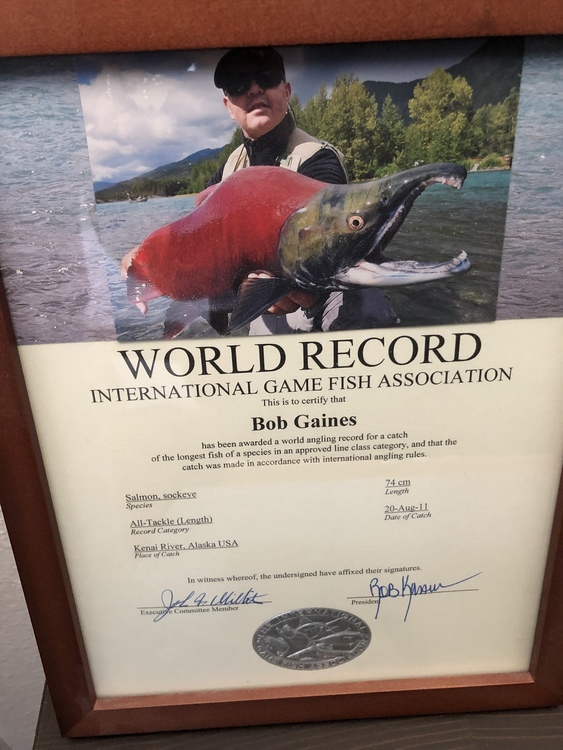 WORLD RECORD
INTERNATIONAL GAME FISH ASSOCIATION
This is to certify that
Bob Gaines
has been awarded a world angling record for a catch
of the longest fish of a species in an approved line class category, and that the
catch was made in accordance with international angling rules.
Salmon, sockeye
Species
74 cm
Length
All-Tackle (Length)
Record Category
20-Aug-11
Date of Catch
Kenai River, Alaska USA
Place of Catch
In witness whereof, the undersigned have affixed their signatures.
Executive Committee Member
President